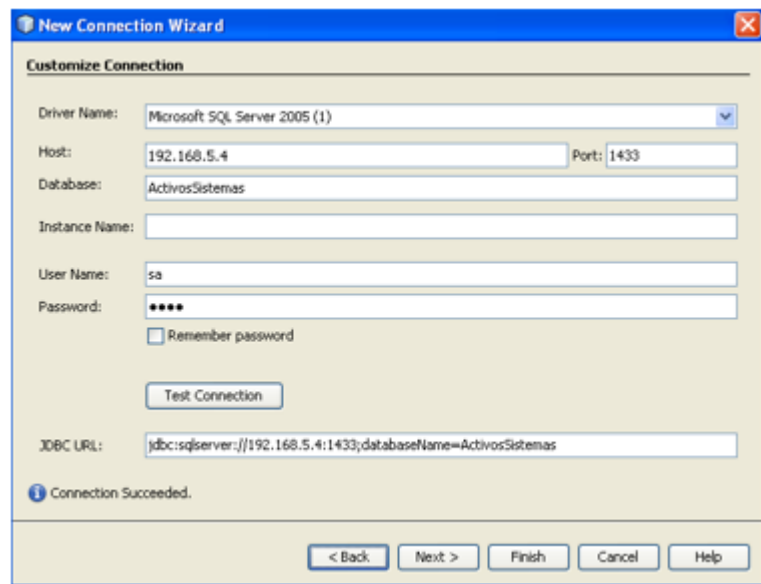 New Connection Wizard
Customize Connection
Driver Name: Microsoft SQL Server 2005 (1)
Host: 192.168.5.4 Port: 1433
Database: ActivosSistemas
Instance Name:
User Name: sa
Password: ●●●●
Remember password
Test Connection
JDBC URL: jdbc:sqlserver://192.168.5.4:1433;databaseName=ActivosSistemas
Connection Succeeded.
< Back Next > Finish Cancel Help